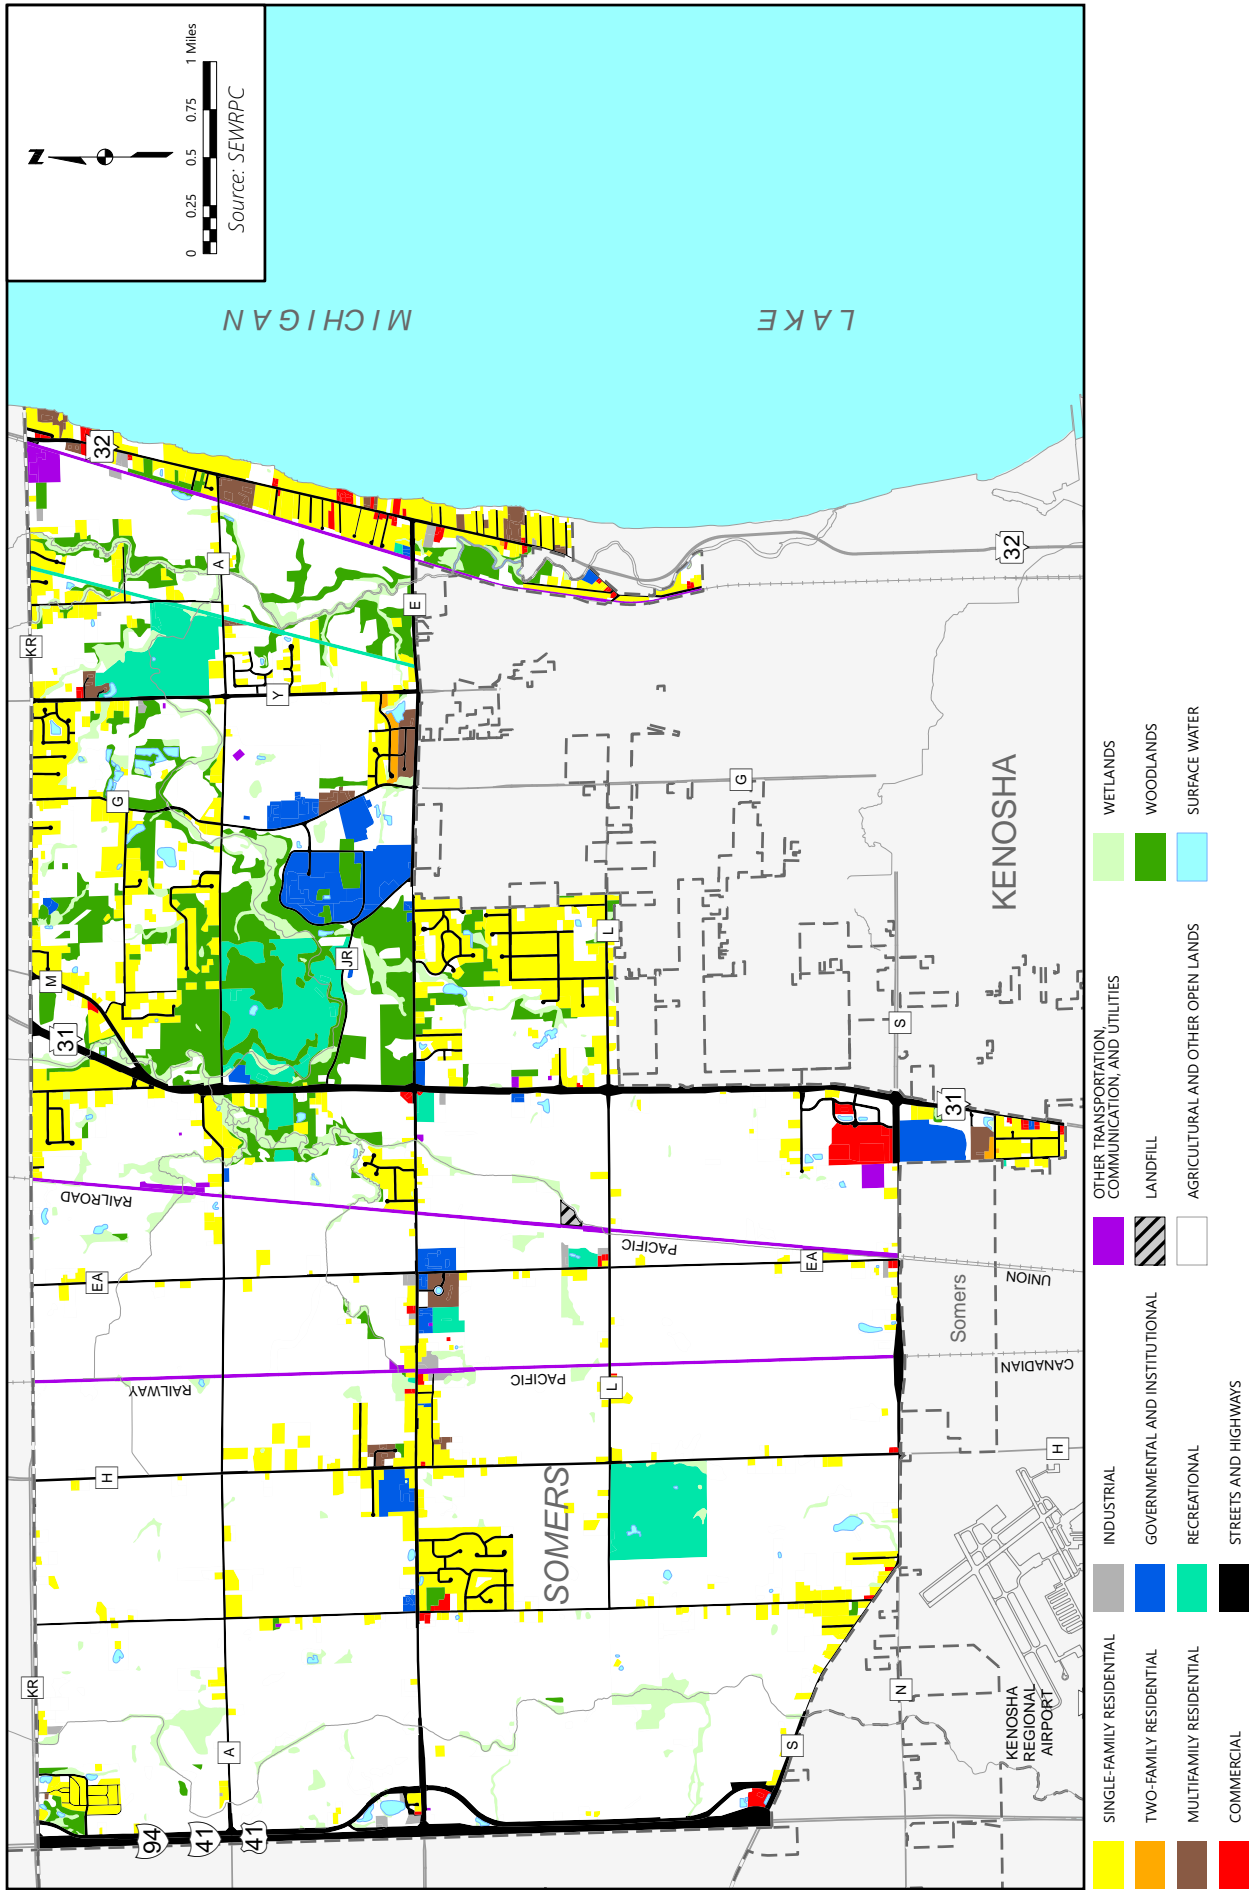 N
0 0.25 0.5 0.75 1 Miles
Source: SEWRPC
LAKE
MICHIGAN
32
KR
A
E
Y
G
M
31
JR
L
G
32
KENOSHA
S
31
RAILROAD
PACIFIC
UNION
EA
EA
Somers
RAILWAY
PACIFIC
CANADIAN
L
H
H
SOMERS
KR
A
S
N
KENOSHA
REGIONAL
AIRPORT
94
41
41
SINGLE-FAMILY RESIDENTIAL
TWO-FAMILY RESIDENTIAL
MULTIFAMILY RESIDENTIAL
COMMERCIAL
INDUSTRIAL
GOVERNMENTAL AND INSTITUTIONAL
RECREATIONAL
STREETS AND HIGHWAYS
OTHER TRANSPORTATION,
COMMUNICATION, AND UTILITIES
LANDFILL
AGRICULTURAL AND OTHER OPEN LANDS
WETLANDS
WOODLANDS
SURFACE WATER